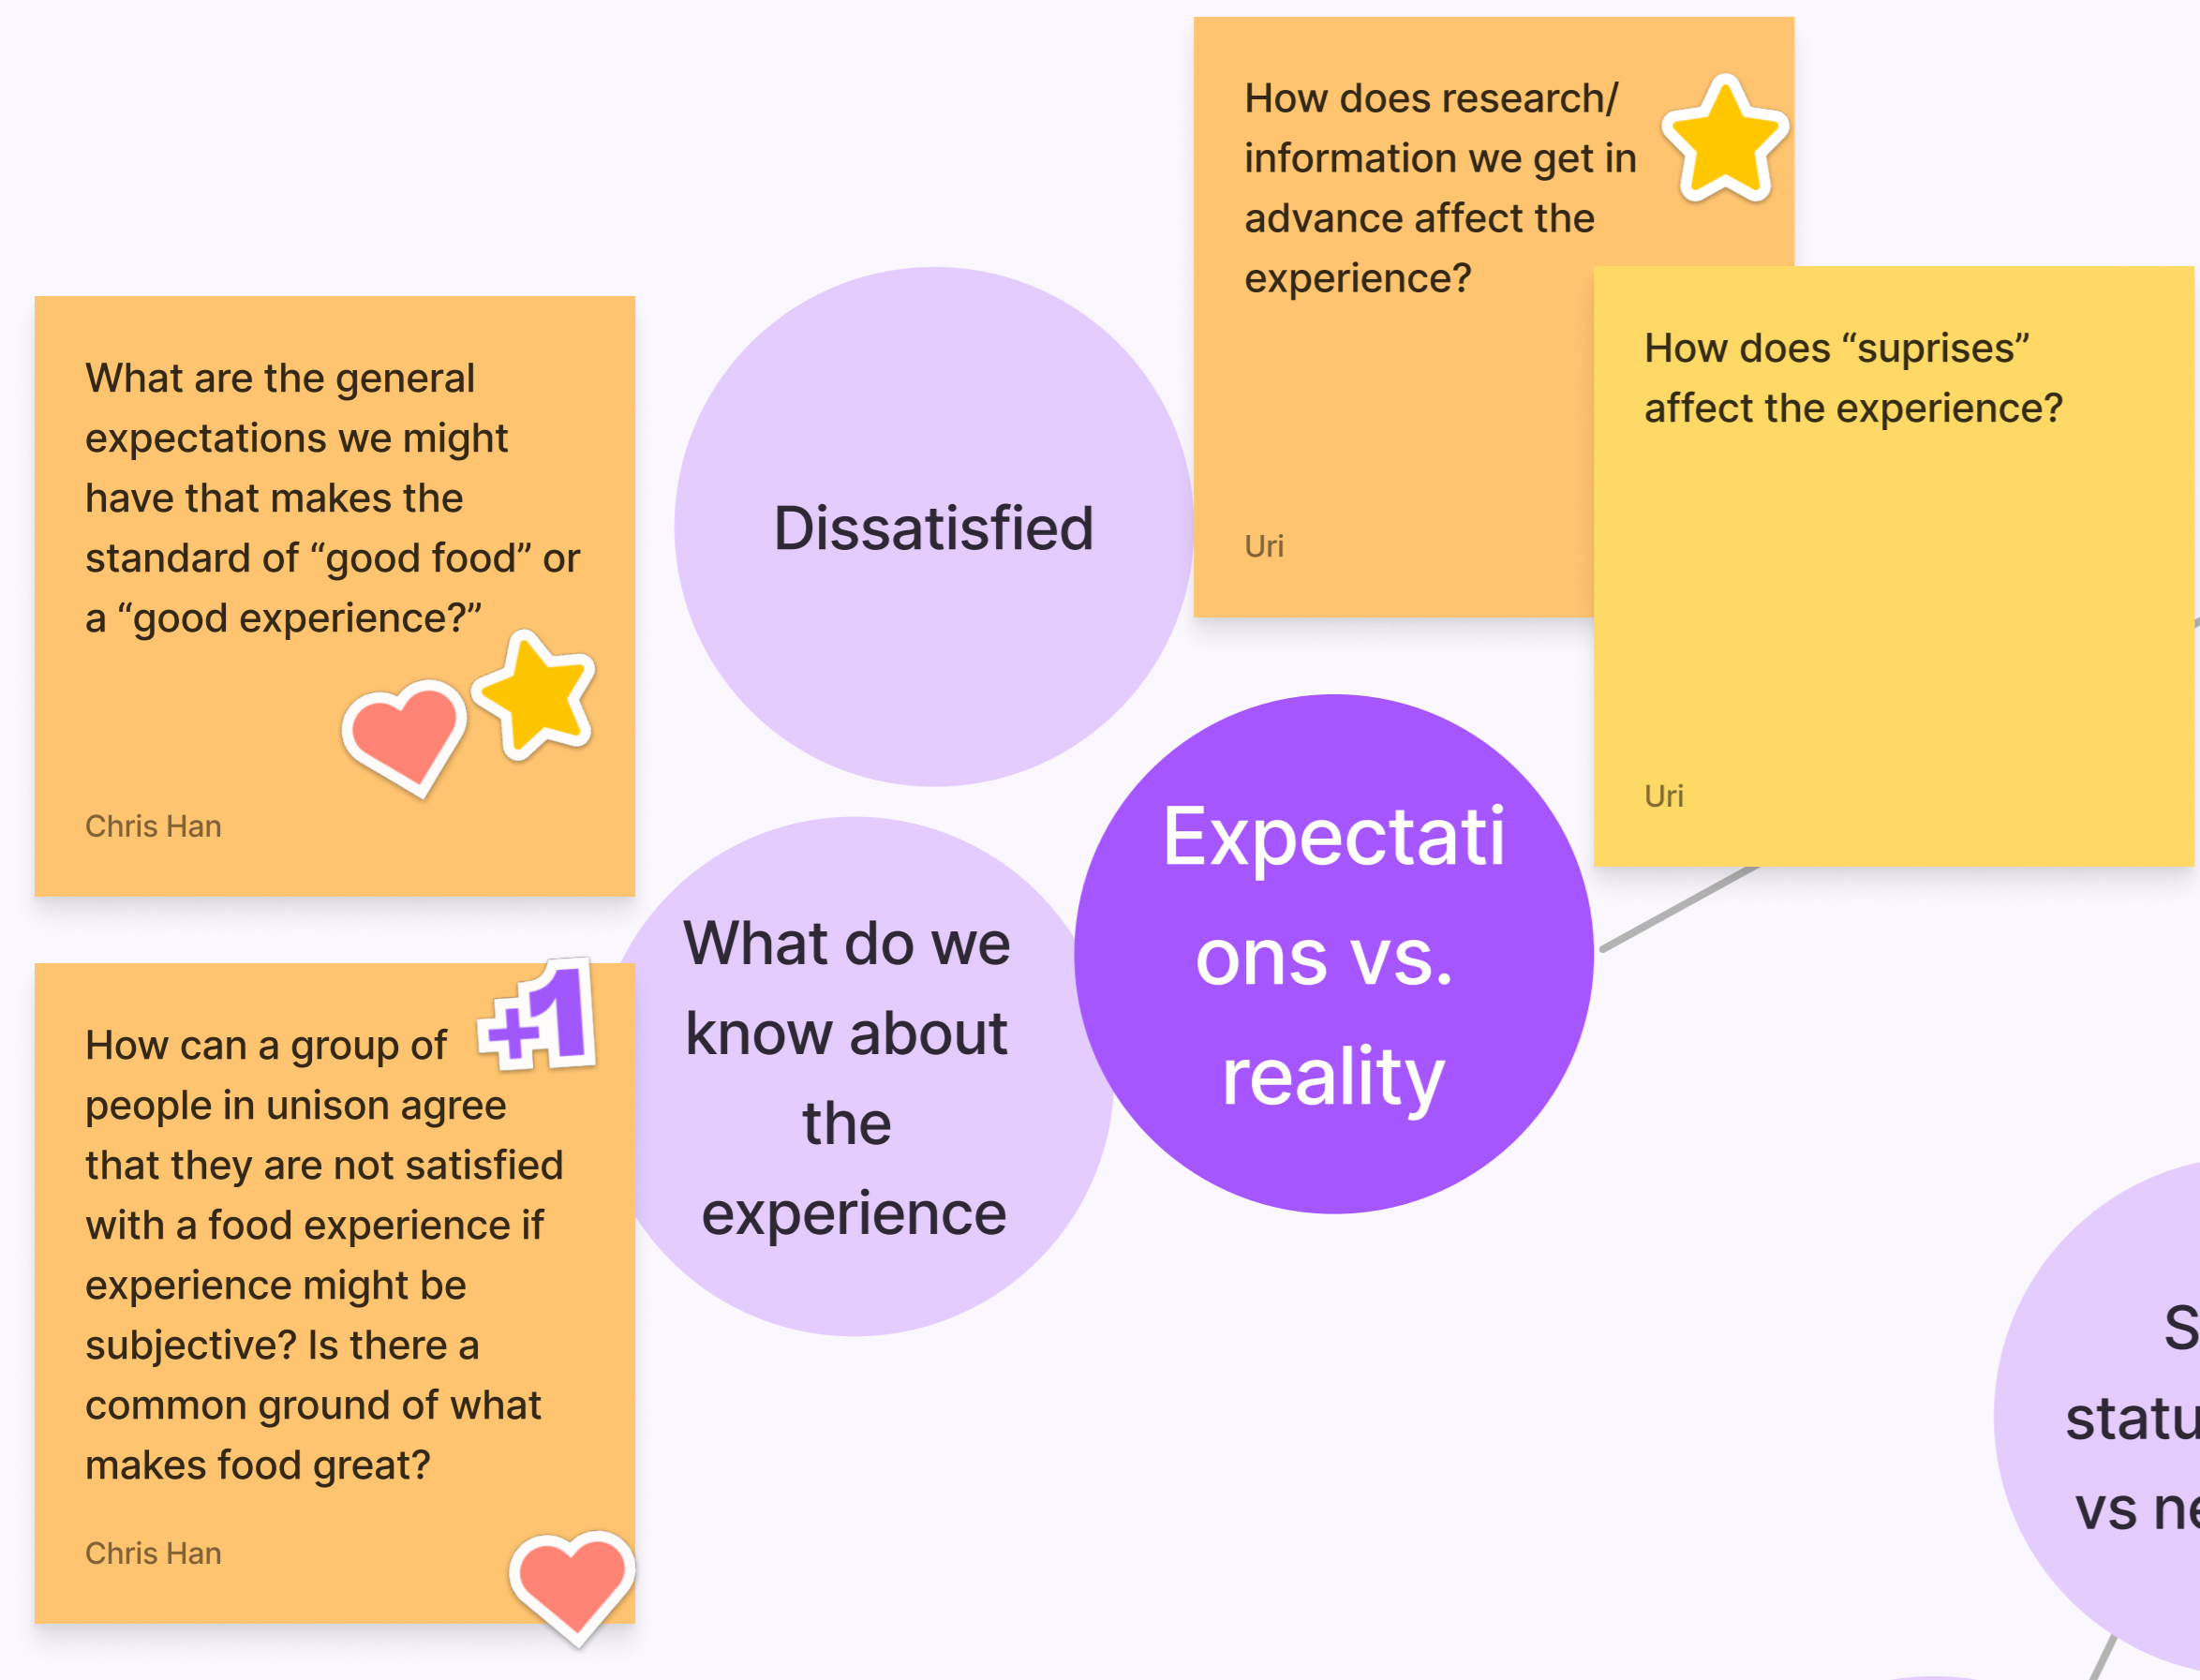 How does research/
information we get in
advance affect the
experience?
Uri
How does “suprises”
affect the experience?
Uri
What are the general
expectations we might
have that makes the
standard of “good food” or
a “good experience?”
Chris Han
Dissatisfied
Expectati
ons vs.
reality
What do we
know about
the
experience
+1
How can a group of
people in unison agree
that they are not satisfied
with a food experience if
experience might be
subjective? Is there a
common ground of what
makes food great?
Chris Han
vs